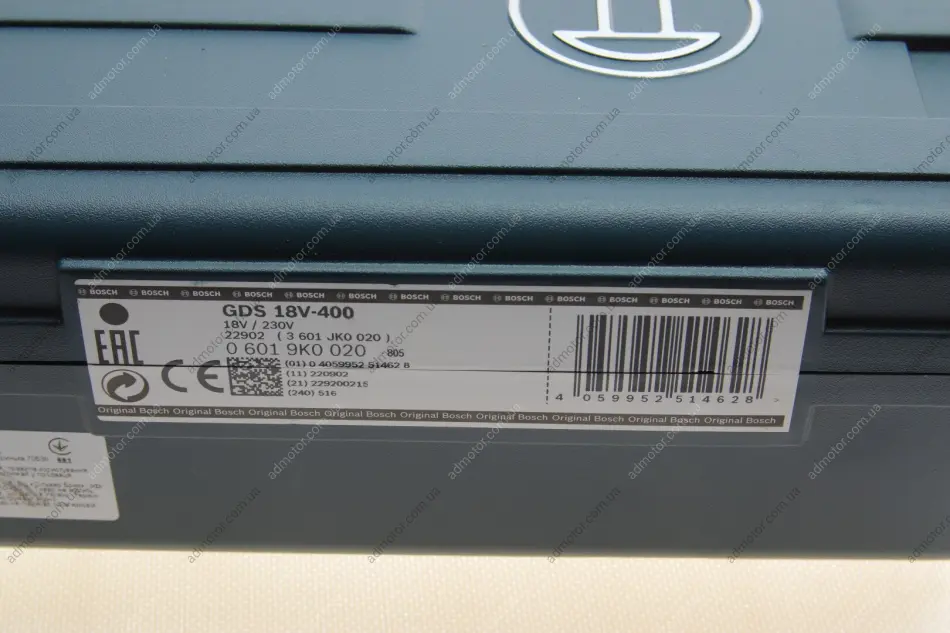 BOSCH BOSCH BOSCH BOSCH BOSCH BOSCH BOSCH BOSCH BOSCH BOSCH BOSCH BOSCH BOSCH BOSCH
GDS 18V-400
18V / 230V
22902 ( 3 601 JK0 020 )
0 601 9K0 020 805
EAC
CE
(01) 0 4059952 51462 8
(11) 220902
(21) 229200215
(240) 516
4 059952 514628 >
Original Bosch Original Bosch Original Bosch Original Bosch Original Bosch Original Bosch Original Bosch Original Bosch Original Bosch
admotor.com.ua